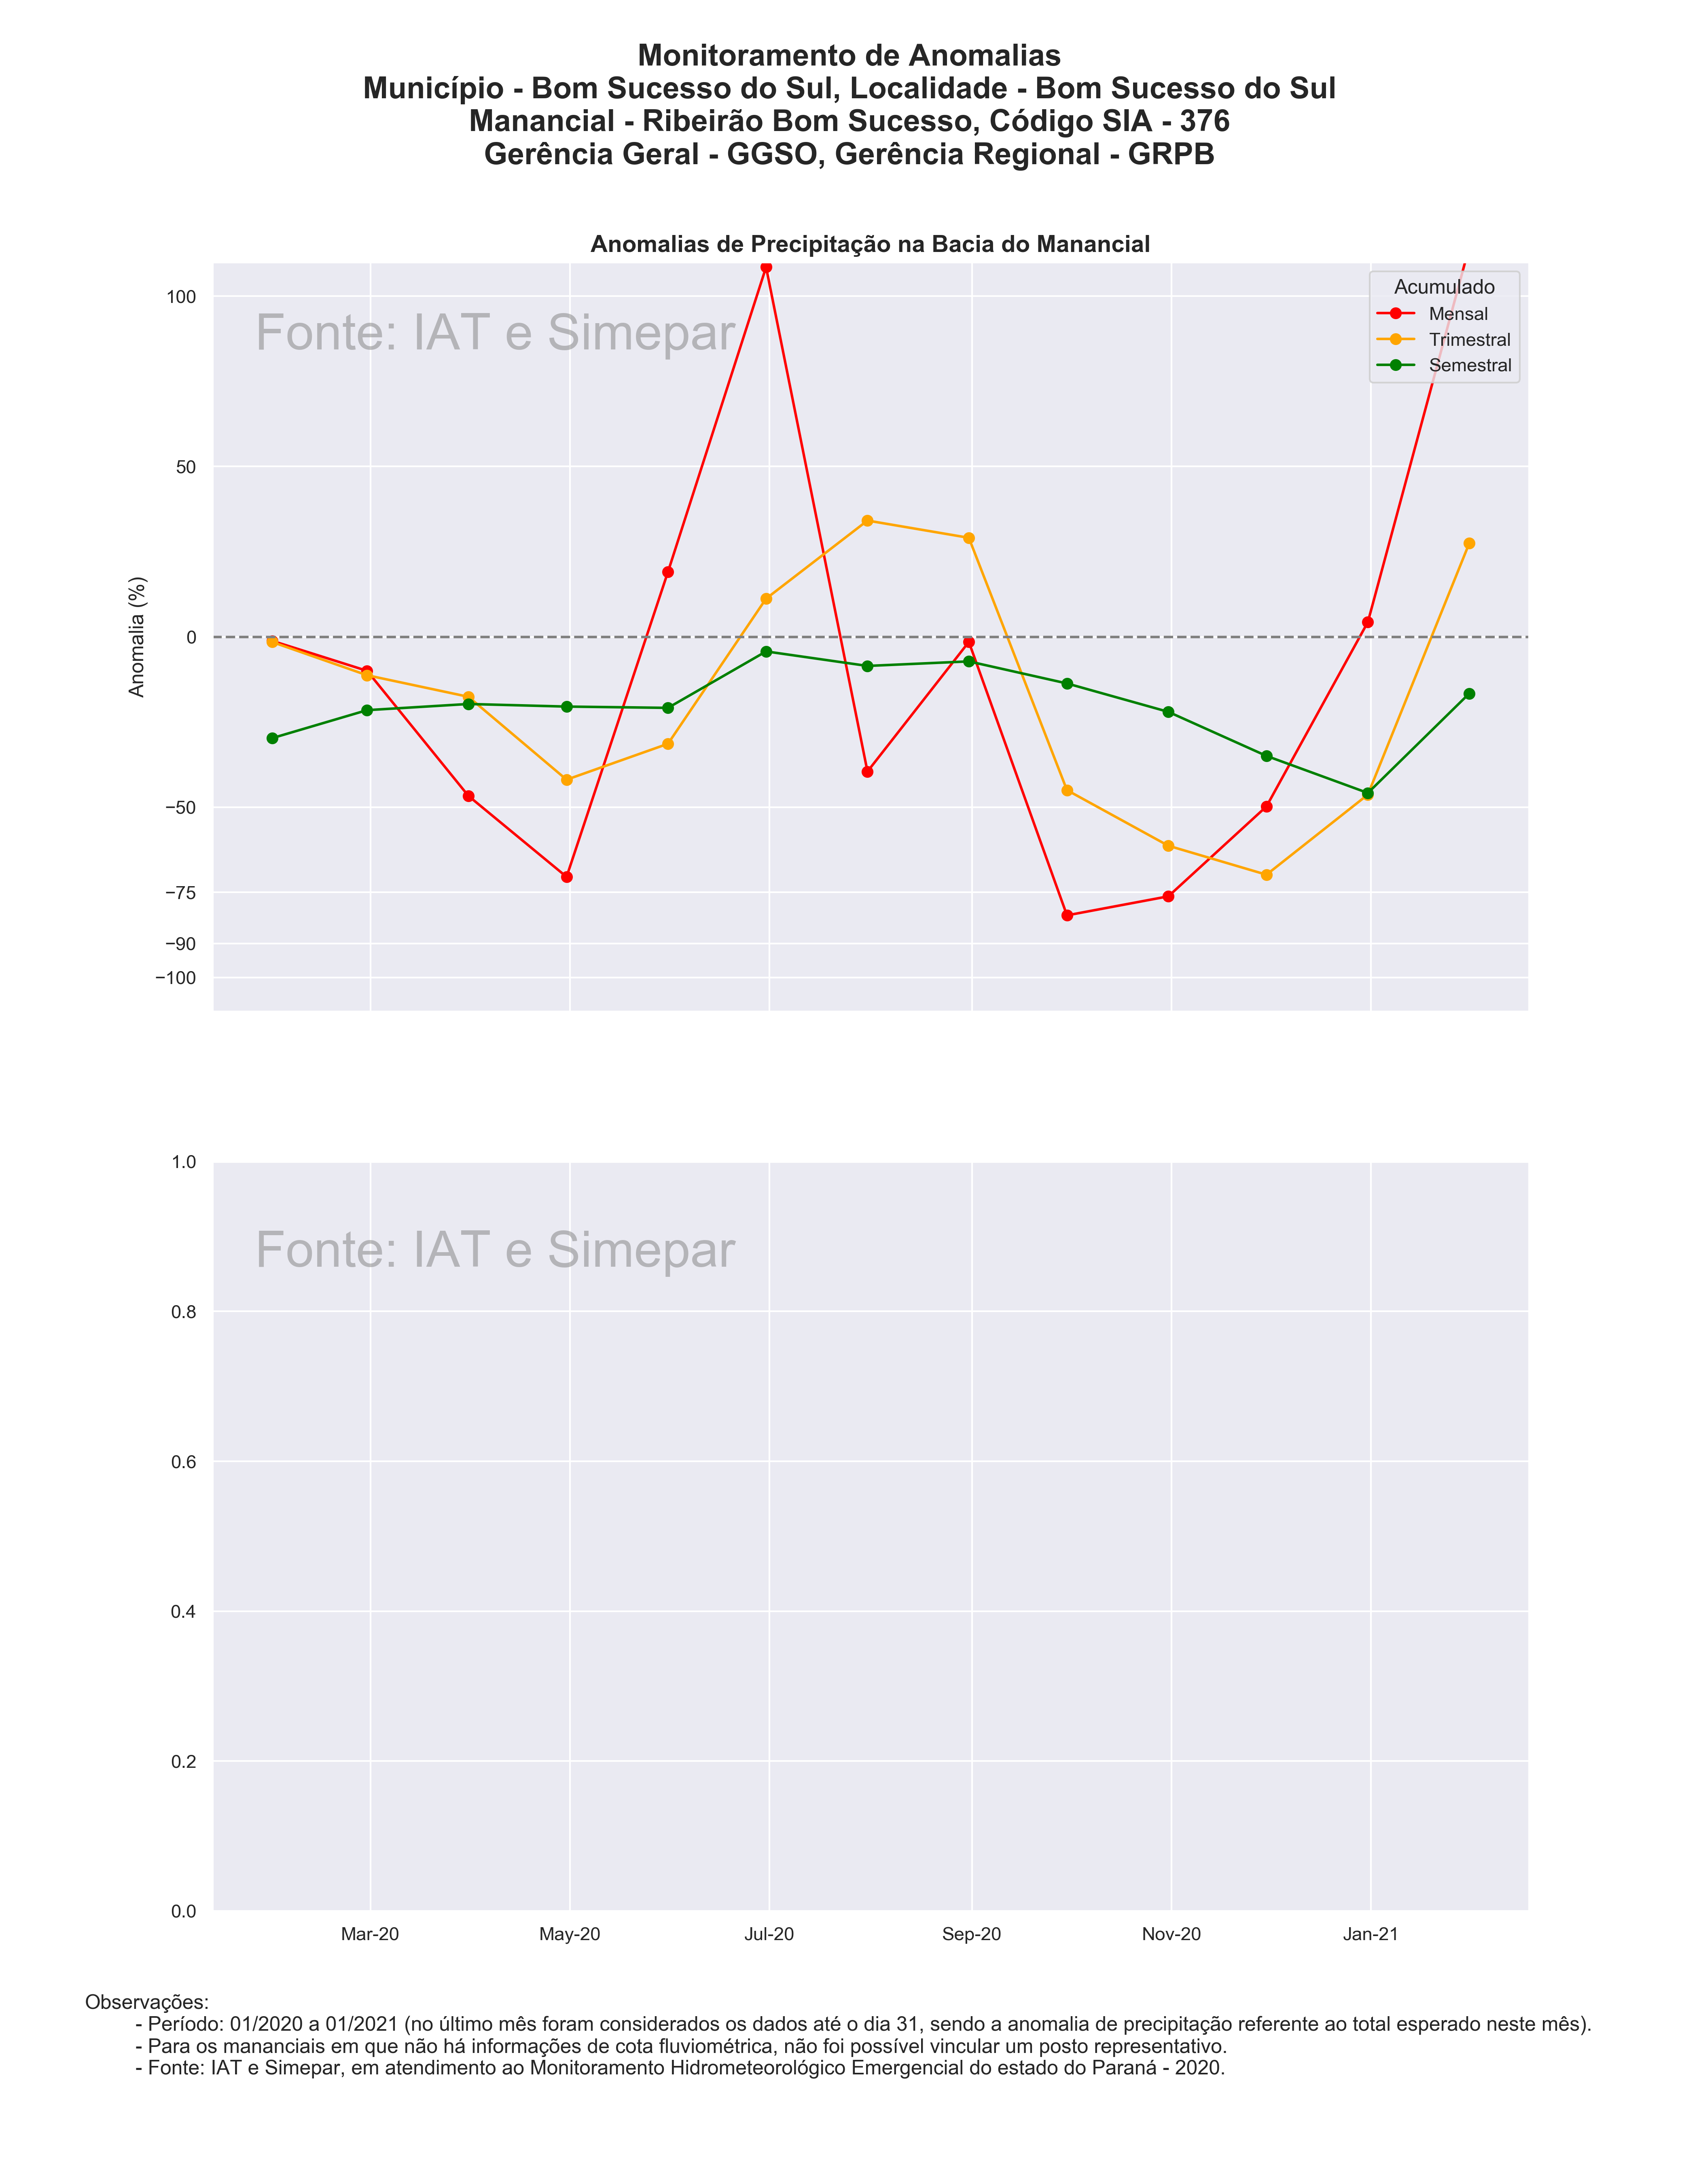 Monitoramento de Anomalias
Município - Bom Sucesso do Sul, Localidade - Bom Sucesso do Sul
Manancial - Ribeirão Bom Sucesso, Código SIA - 376
Gerência Geral - GGSO, Gerência Regional - GRPB
Anomalias de Precipitação na Bacia do Manancial
Fonte: IAT e Simepar
Acumulado
Mensal
Trimestral
Semestral
Anomalia (%)
100
50
0
−50
−75
−90
−100
1.0
Fonte: IAT e Simepar
0.8
0.6
0.4
0.2
0.0
Mar-20 May-20 Jul-20 Sep-20 Nov-20 Jan-21
Observações:
- Período: 01/2020 a 01/2021 (no último mês foram considerados os dados até o dia 31, sendo a anomalia de precipitação referente ao total esperado neste mês).
- Para os mananciais em que não há informações de cota fluviométrica, não foi possível vincular um posto representativo.
- Fonte: IAT e Simepar, em atendimento ao Monitoramento Hidrometeorológico Emergencial do estado do Paraná - 2020.